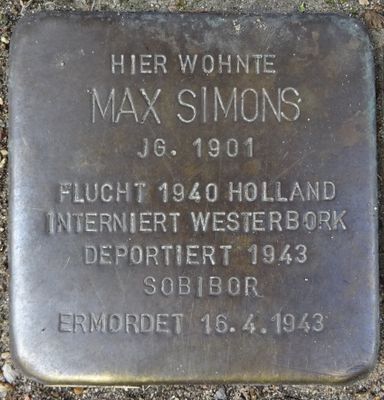 HIER WOHNTE
MAX SIMONS
JG. 1901
FLUCHT 1940 HOLLAND
INTERNIERT WESTERBORK
DEPORTIERT 1943
SOBIBOR
ERMORDET 16.4.1943